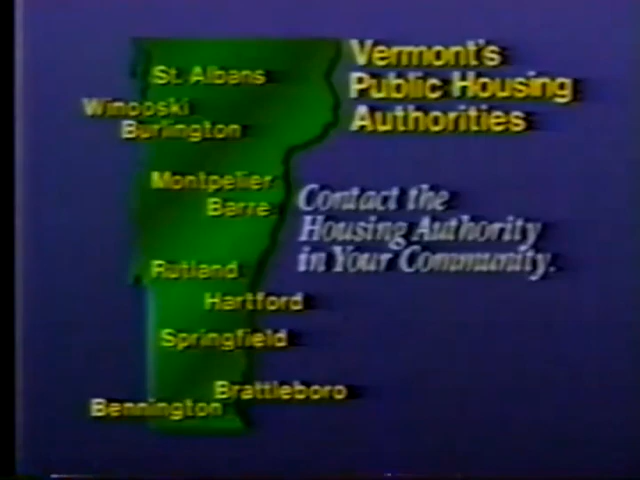 Vermont's
Public Housing
Authorities
St. Albans
Winooski
Burlington
Montpelier
Barre
Contact the
Housing Authority
in Your Community.
Rutland
Hartford
Springfield
Brattleboro
Bennington